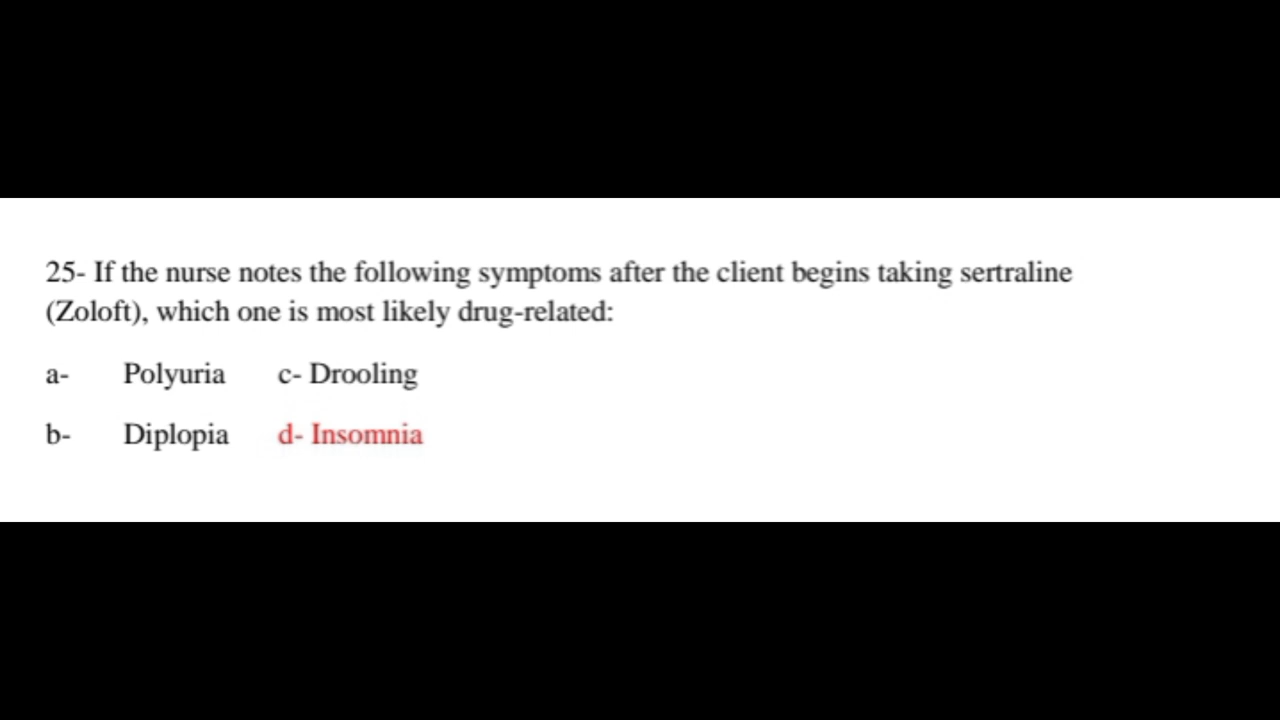 25- If the nurse notes the following symptoms after the client begins taking sertraline
(Zoloft), which one is most likely drug-related:
a- Polyuria c- Drooling
b- Diplopia d- Insomnia